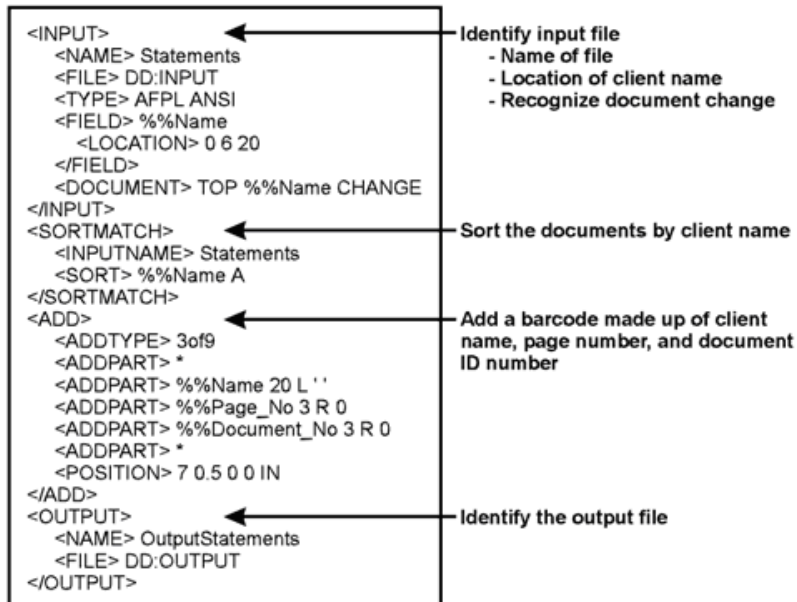 <INPUT>
<NAME> Statements
<FILE> DD:INPUT
<TYPE> AFPL ANSI
<FIELD> %%Name
<LOCATION> 0 6 20
</FIELD>
<DOCUMENT> TOP %%Name CHANGE
</INPUT>
<SORTMATCH>
<INPUTNAME> Statements
<SORT> %%Name A
</SORTMATCH>
<ADD>
<ADDTYPE> 3of9
<ADDPART> *
<ADDPART> %%Name 20 L ' '
<ADDPART> %%Page_No 3 R 0
<ADDPART> %%Document_No 3 R 0
<ADDPART> *
<POSITION> 7 0.5 0 0 IN
</ADD>
<OUTPUT>
<NAME> OutputStatements
<FILE> DD:OUTPUT
</OUTPUT>
Identify input file
- Name of file
- Location of client name
- Recognize document change
Sort the documents by client name
Add a barcode made up of client
name, page number, and document
ID number
Identify the output file